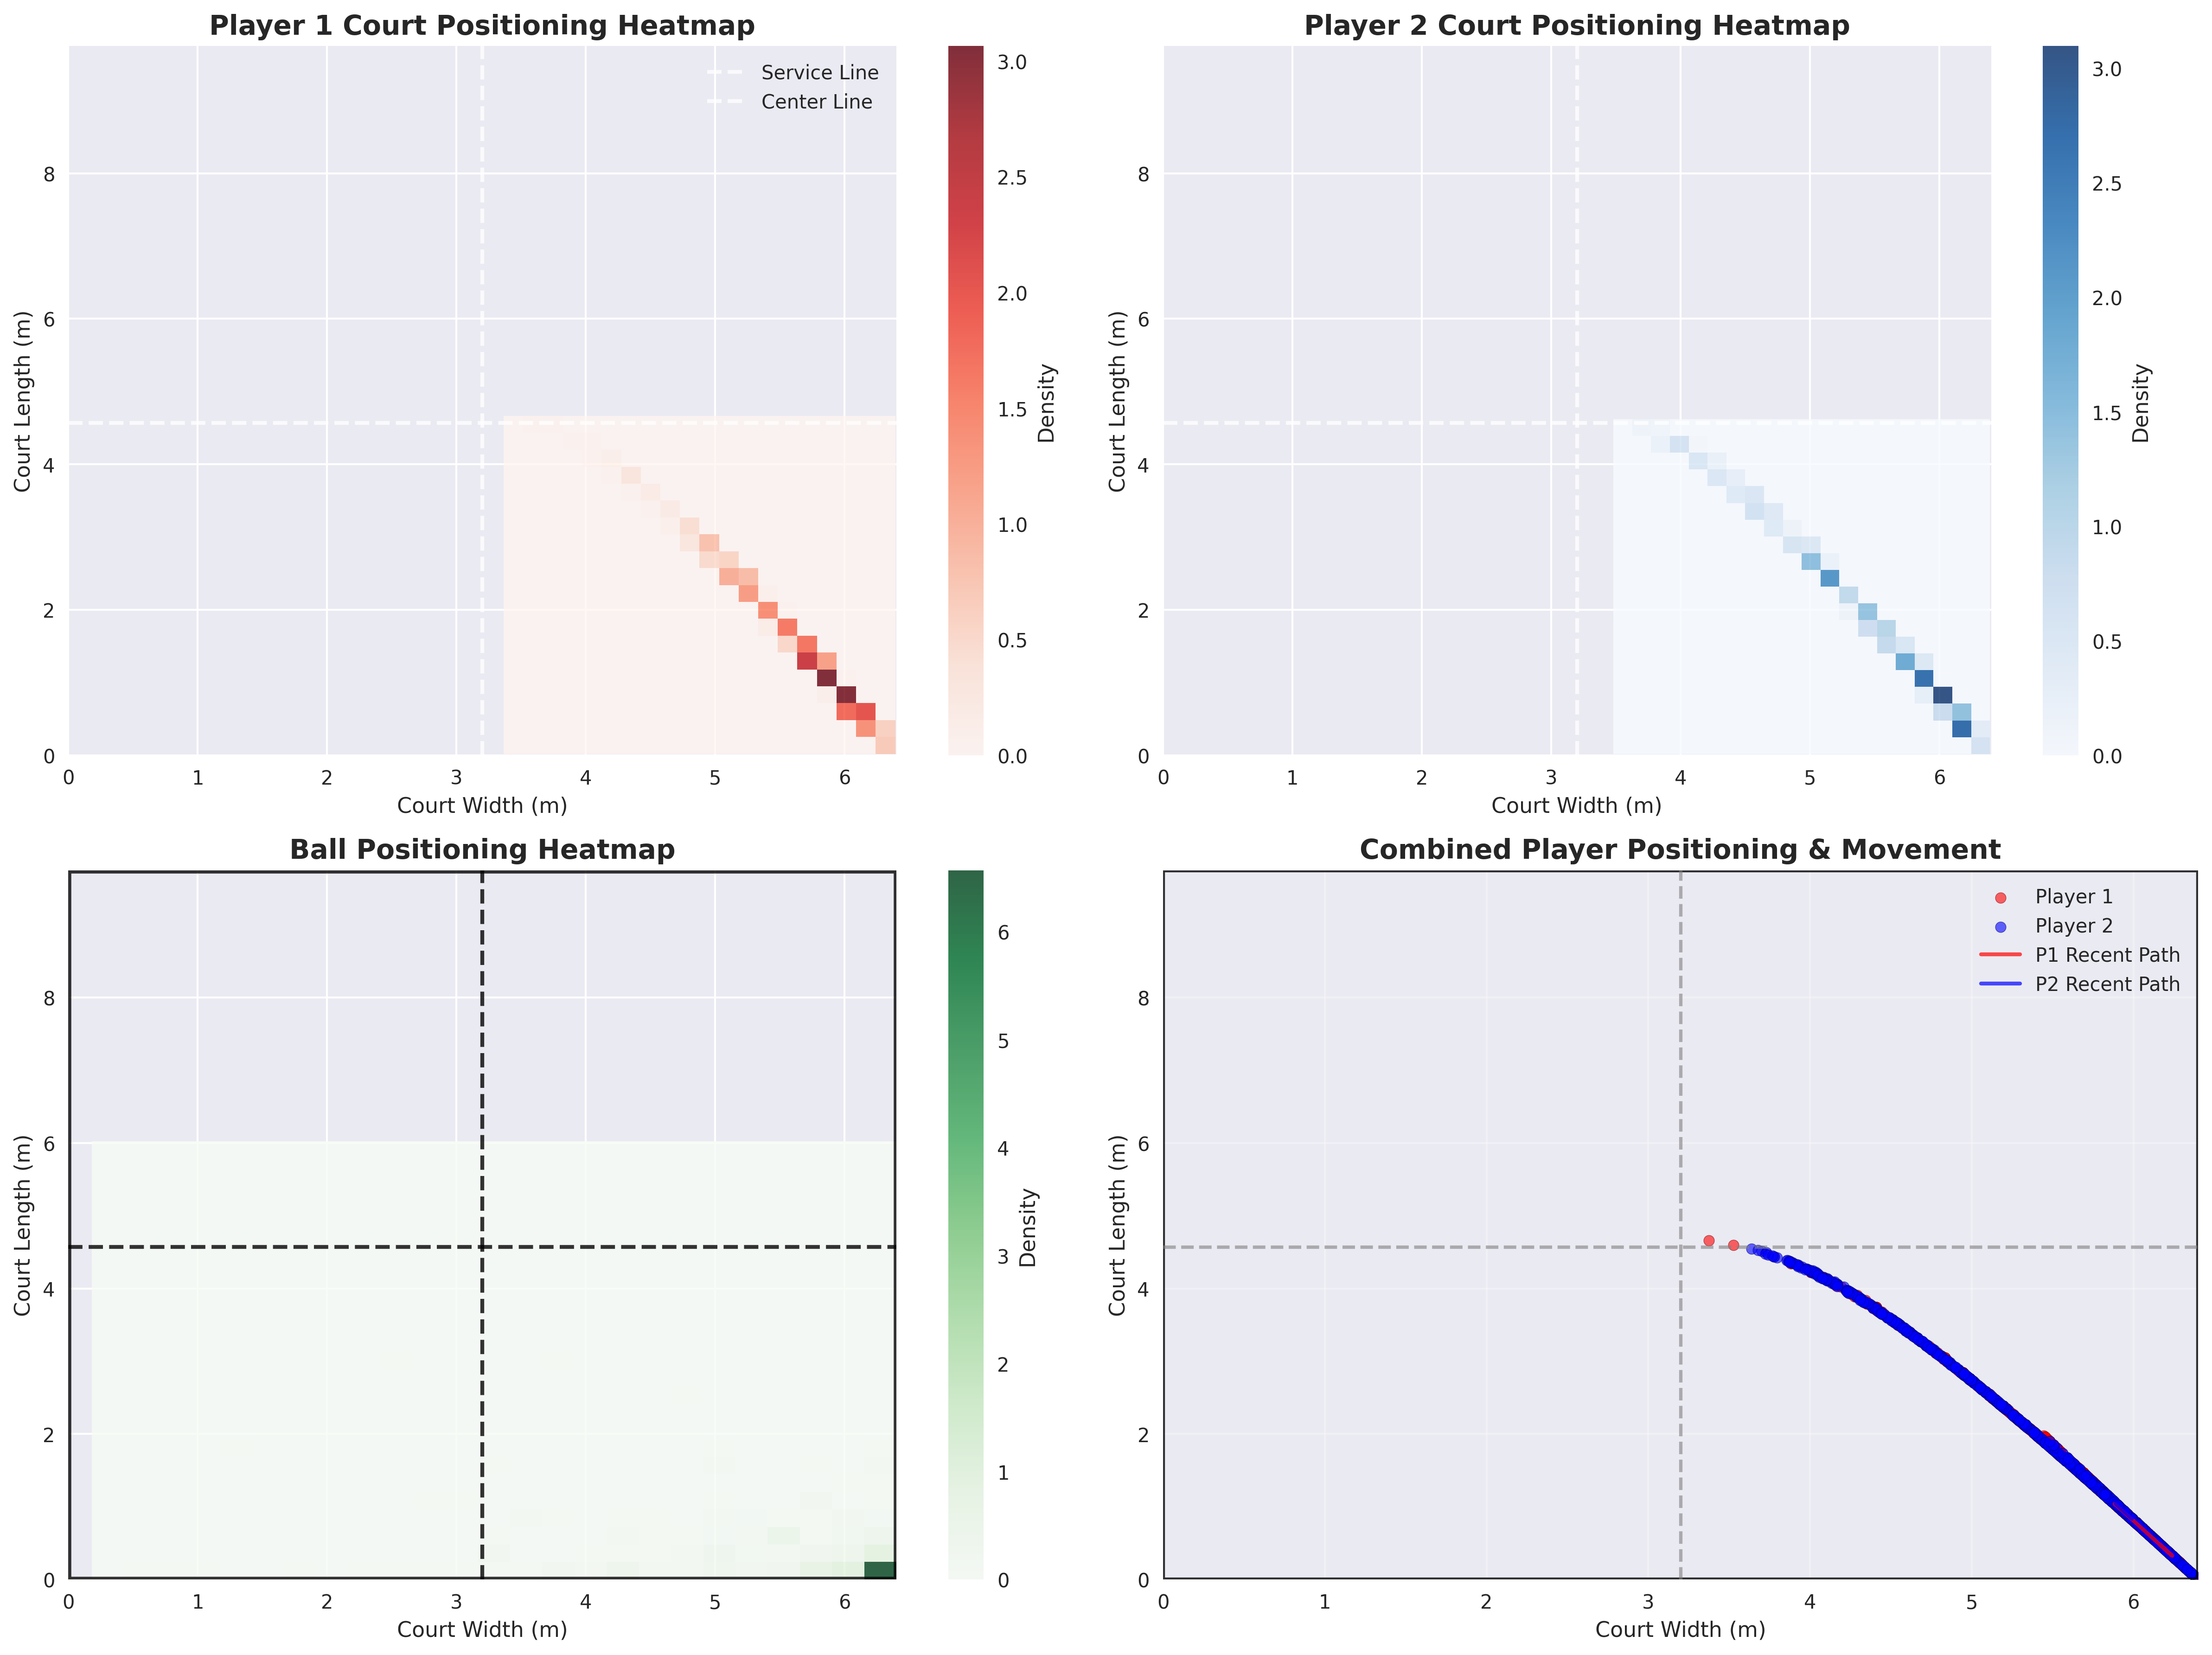 Player 1 Court Positioning Heatmap
Service Line
Center Line
Court Length (m)
8
6
4
2
0
0 1 2 3 4 5 6
Court Width (m)
3.0
2.5
2.0
1.5
1.0
0.5
0.0
Density
Player 2 Court Positioning Heatmap
Court Length (m)
8
6
4
2
0
0 1 2 3 4 5 6
Court Width (m)
3.0
2.5
2.0
1.5
1.0
0.5
0.0
Density
Ball Positioning Heatmap
Court Length (m)
8
6
4
2
0
0 1 2 3 4 5 6
Court Width (m)
6
5
4
3
2
1
0
Density
Combined Player Positioning & Movement
Player 1
Player 2
P1 Recent Path
P2 Recent Path
Court Length (m)
8
6
4
2
0
0 1 2 3 4 5 6
Court Width (m)